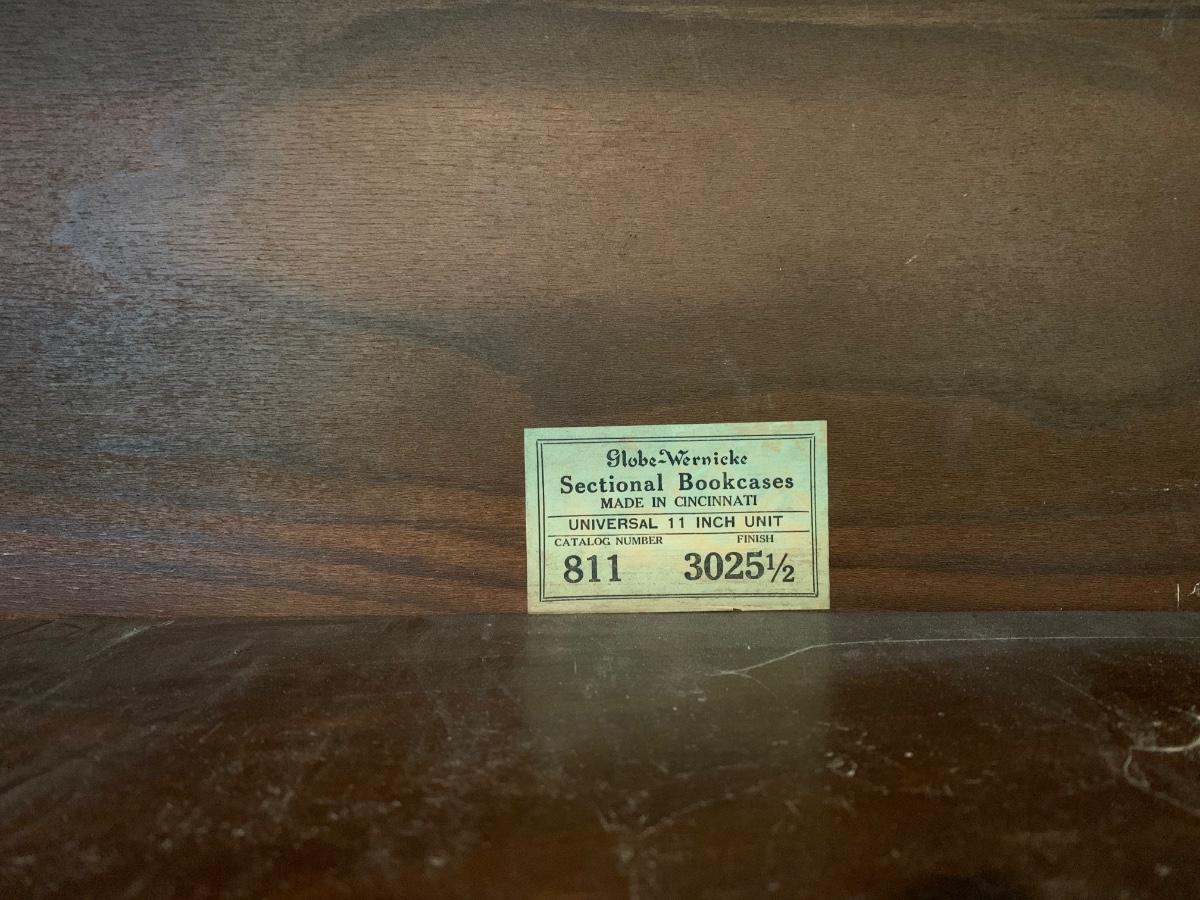 Globe-Wernicke
Sectional Bookcases
MADE IN CINCINNATI
UNIVERSAL 11 INCH UNIT
CATALOG NUMBER FINISH
811 3025½